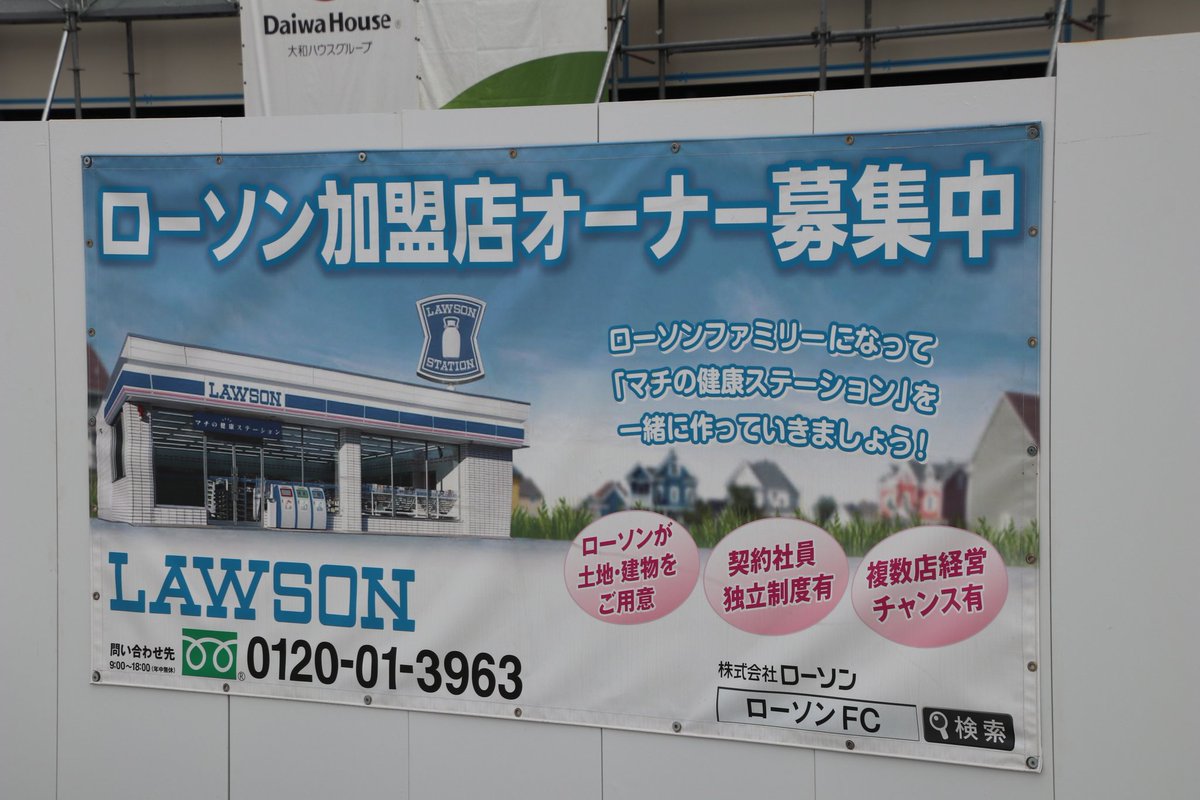 DaiwaHouse®
大和ハウスグループ
ローソン加盟店オーナー募集中
LAWSON
STATION
ローソンファミリーになって
「マチの健康ステーション」を
一緒に作っていきましょう!
LAWSON
マチの健康ステーション
ローソンが
土地・建物を
ご用意
契約社員
独立制度有
複数店経営
チャンス有
LAWSON
問い合わせ先
9:00〜18:00(年中無休)
® 0120-01-3963
株式会社ローソン
ローソン FC
検索